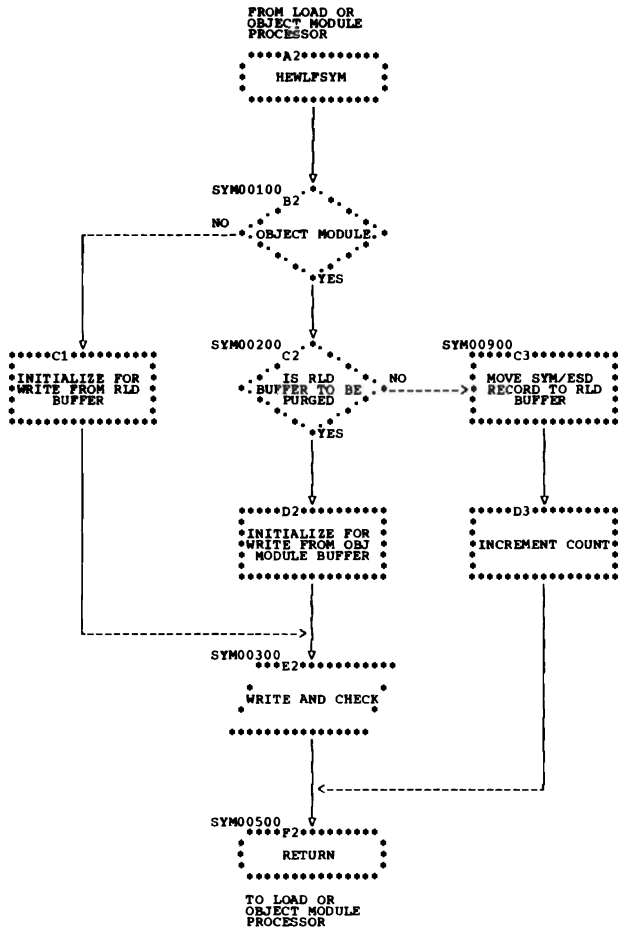 FROM LOAD OR
OBJECT MODULE
PROCESSOR
A2
HEWLFSYM
SYM00100
B2
NO
OBJECT MODULE
YES
SYM00200
SYM00900
C1
C2
C3
INITIALIZE FOR
WRITE FROM RLD
BUFFER
IS RLD
BUFFER TO BE
PURGED
NO
MOVE SYM/ESD
RECORD TO RLD
BUFFER
YES
D2
D3
INITIALIZE FOR
WRITE FROM OBJ
MODULE BUFFER
INCREMENT COUNT
SYM00300
E2
WRITE AND CHECK
SYM00500
F2
RETURN
TO LOAD OR
OBJECT MODULE
PROCESSOR